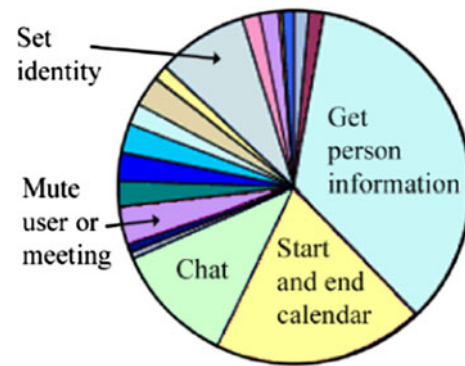 Set
identity
Get
person
information
Mute
user or
meeting
Chat
Start
and end
calendar